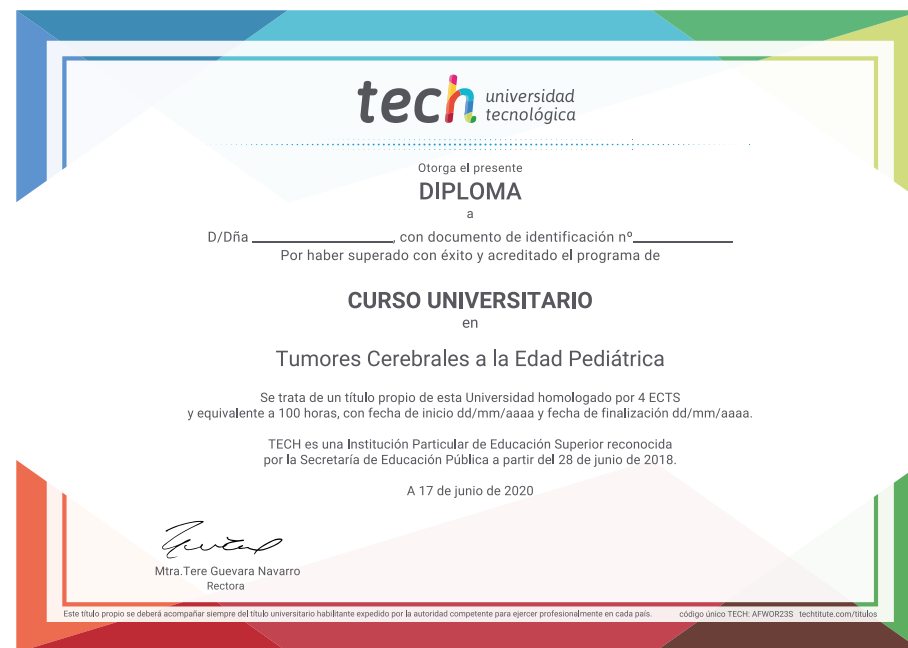 tech universidad
tecnológica
Otorga el presente
DIPLOMA
a
D/Dña ____________________, con documento de identificación nº______________
Por haber superado con éxito y acreditado el programa de
CURSO UNIVERSITARIO
en
Tumores Cerebrales a la Edad Pediátrica
Se trata de un título propio de esta Universidad homologado por 4 ECTS
y equivalente a 100 horas, con fecha de inicio dd/mm/aaaa y fecha de finalización dd/mm/aaaa.
TECH es una Institución Particular de Educación Superior reconocida
por la Secretaría de Educación Pública a partir del 28 de junio de 2018.
A 17 de junio de 2020
Mtra.Tere Guevara Navarro
Rectora
Este título propio se deberá acompañar siempre del título universitario habilitante expedido por la autoridad competente para ejercer profesionalmente en cada país. código único TECH: AFWOR23S techtitute.com/titulos